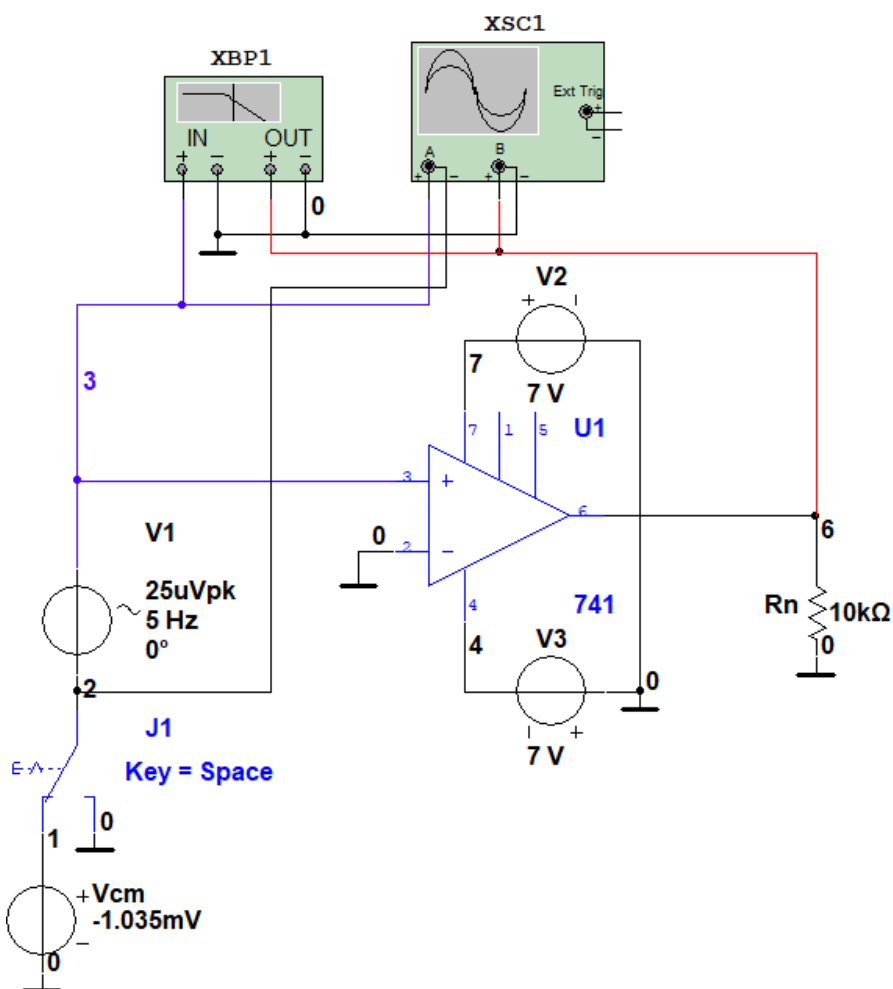 XSC1
XBP1
Ext Trig
+
−
IN OUT
+ − + −
A B
+ − + −
0
V2
+ −
7
7 V
3
7 1 5 U1
3 +
0
2 −
6
6
V1
25uVpk
5 Hz
0°
4 741
4 V3
Rn 10kΩ
0
0
− +
7 V
2
J1
Key = Space
1 0
+ Vcm
-1.035mV
−
0